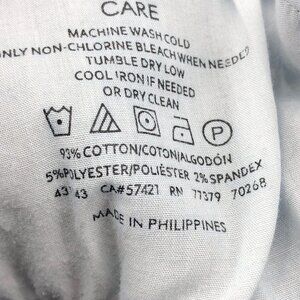 CARE
MACHINE WASH COLD
ONLY NON-CHLORINE BLEACH WHEN NEEDED
TUMBLE DRY LOW
COOL IRON IF NEEDED
OR DRY CLEAN
P
93% COTTON/COTON/ALGODÓN
5% POLYESTER/POLIÉSTER 2% SPANDEX
43 43 CA#57421 RN 77379 70268
MADE IN PHILIPPINES